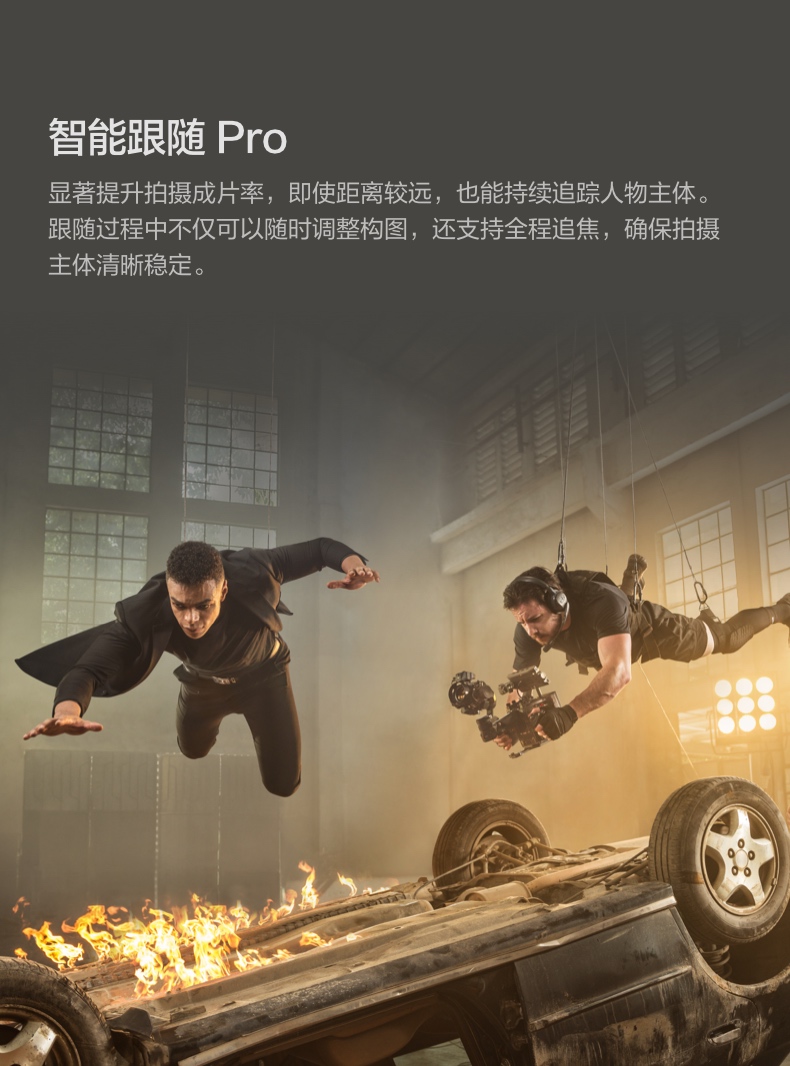 智能跟随 Pro
显著提升拍摄成片率，即使距离较远，也能持续追踪人物主体。
跟随过程中不仅可以随时调整构图，还支持全程追焦，确保拍摄
主体清晰稳定。